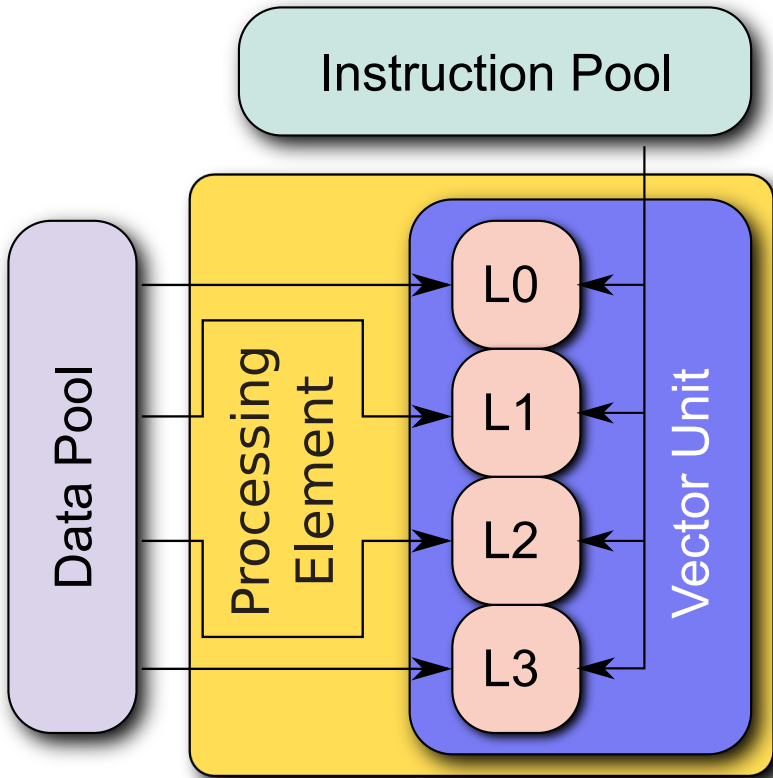 Instruction Pool
Data Pool
Processing
Element
L0
L1
L2
L3
Vector Unit